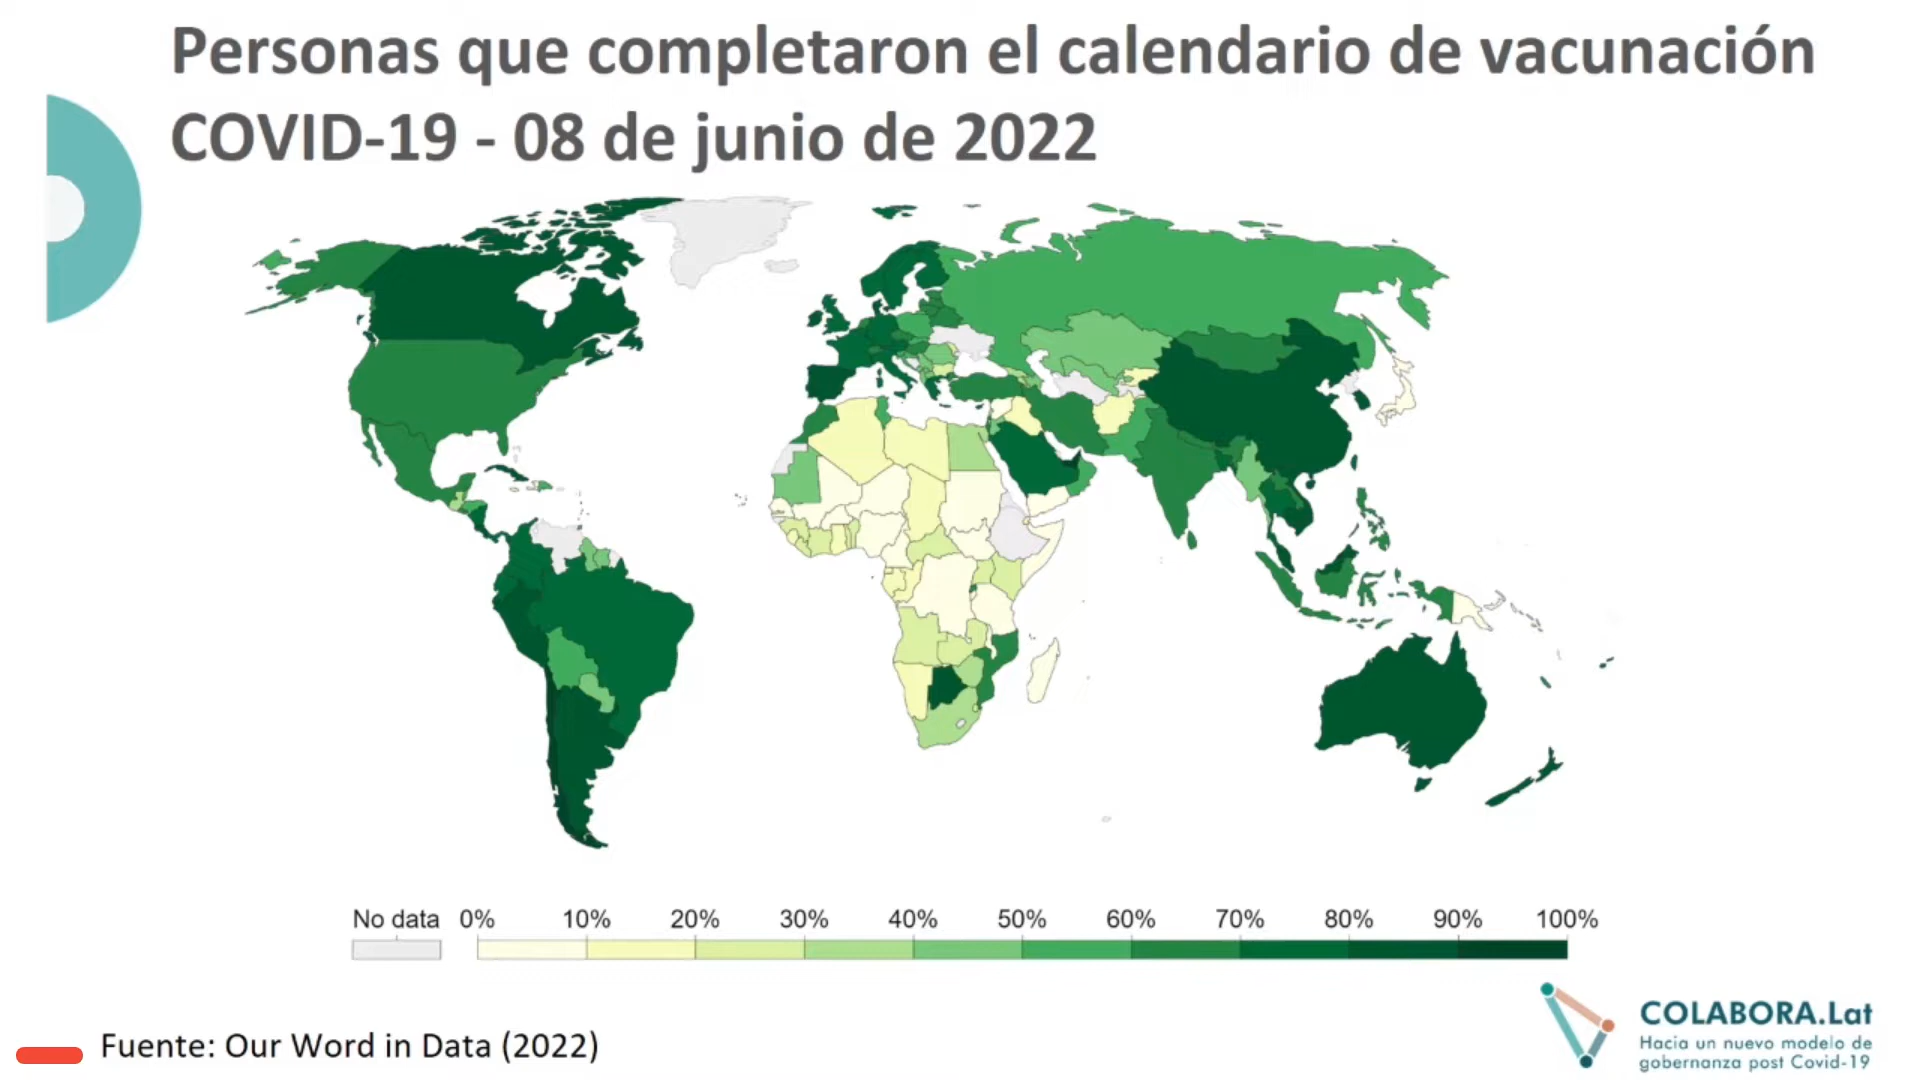 Personas que completaron el calendario de vacunación
COVID-19 - 08 de junio de 2022
No data 0% 10% 20% 30% 40% 50% 60% 70% 80% 90% 100%
Fuente: Our Word in Data (2022)
COLABORA.Lat
Hacia un nuevo modelo de
gobernanza post Covid-19